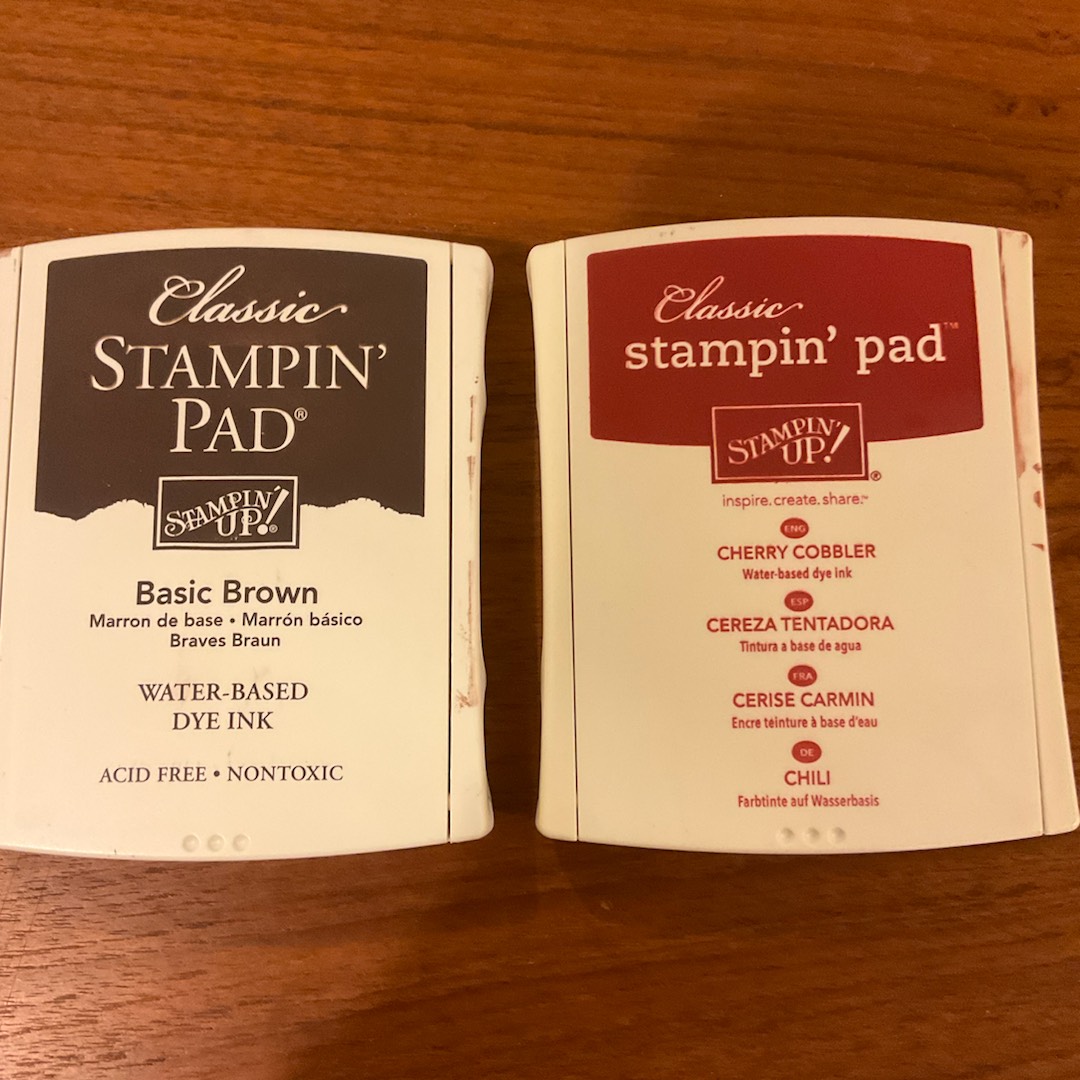 Classic
STAMPIN'
PAD®
STAMPIN'
UP!®
Basic Brown
Marron de base • Marrón básico
Braves Braun
WATER-BASED
DYE INK
ACID FREE • NONTOXIC
Classic
stampin' pad™
STAMPIN'
UP!®
inspire.create.share.™
ENG
CHERRY COBBLER
Water-based dye ink
ESP
CEREZA TENTADORA
Tintura a base de agua
FRA
CERISE CARMIN
Encre teinture à base d'eau
DE
CHILI
Farbtinte auf Wasserbasis